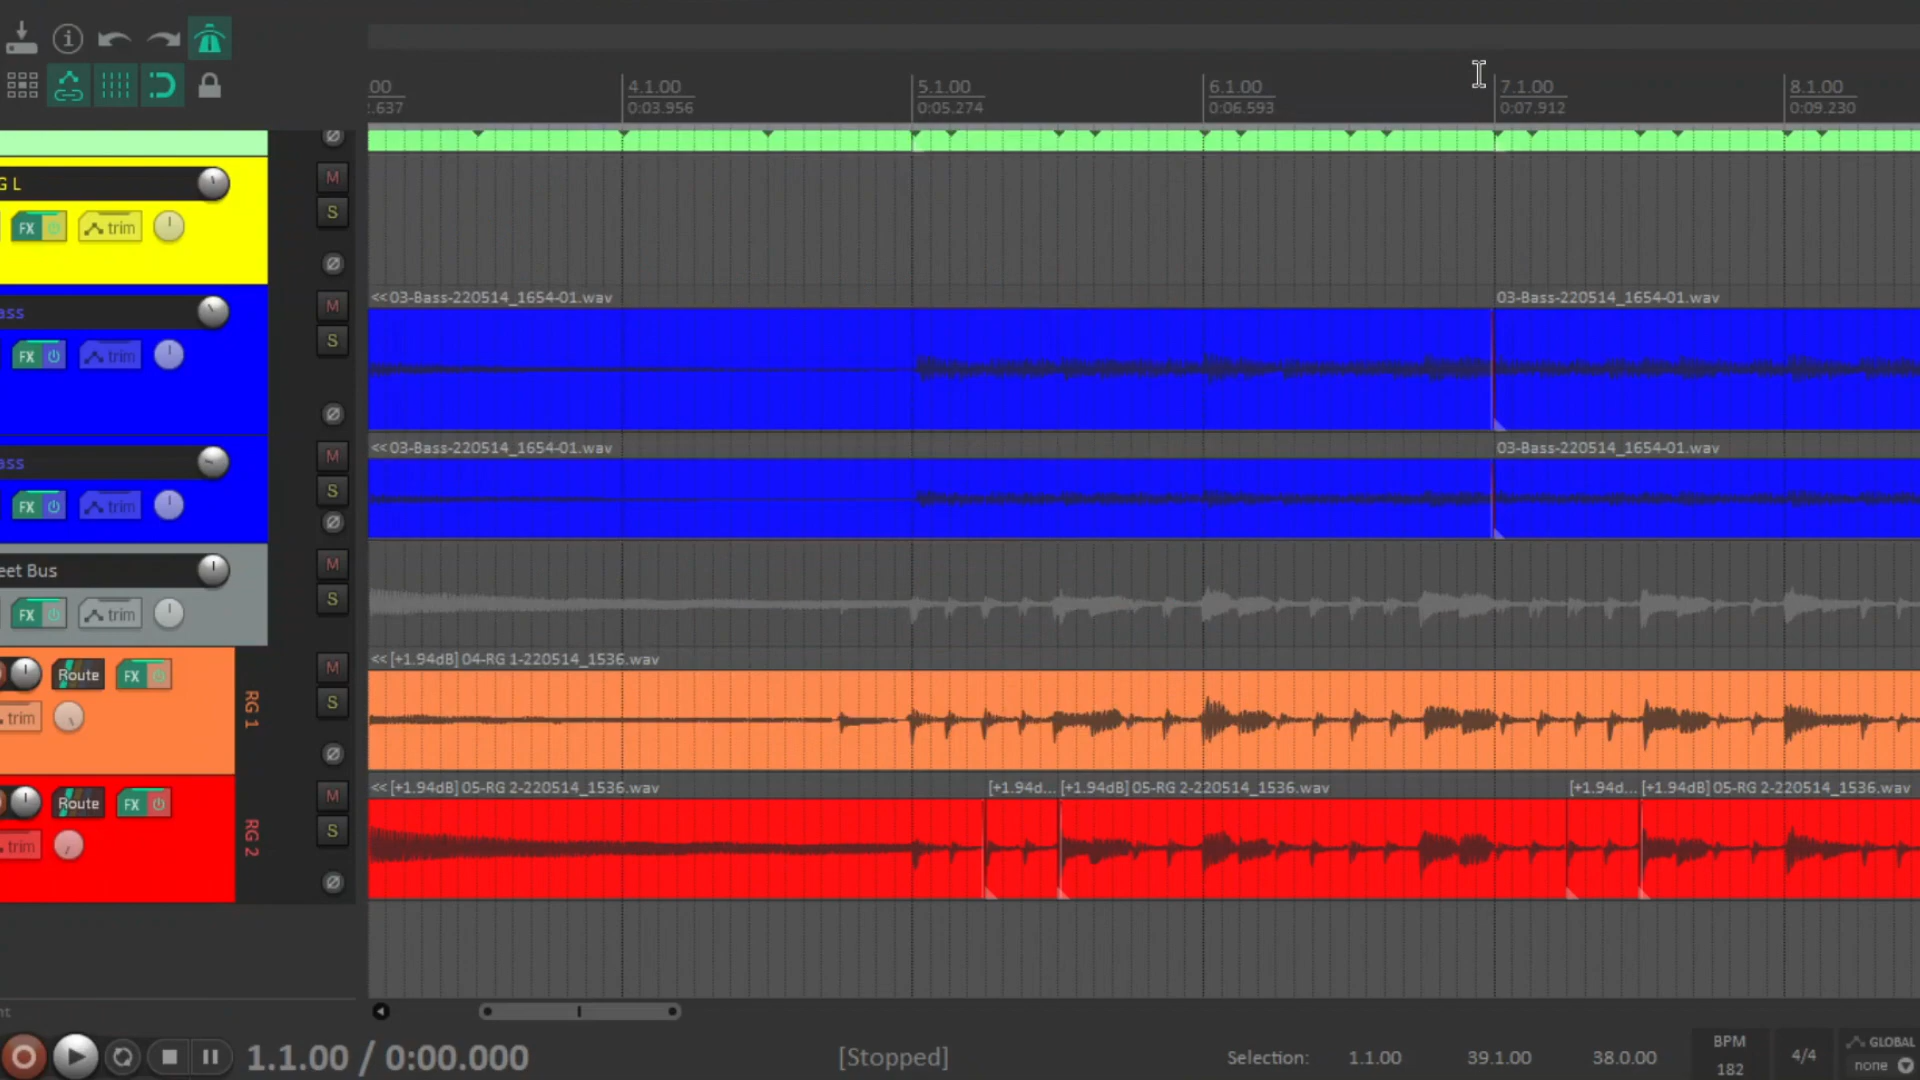 00 4.1.00 5.1.00 6.1.00 7.1.00 8.1.00
:.637 0:03.956 0:05.274 0:06.593 0:07.912 0:09.230
G L M
S
FX trim
<<03-Bass-220514_1654-01.wav 03-Bass-220514_1654-01.wav
ass M
S
FX trim
<<03-Bass-220514_1654-01.wav 03-Bass-220514_1654-01.wav
ass M
S
FX trim
eet Bus M
S
FX trim
<<[+1.94dB] 04-RG 1-220514_1536.wav
Route FX M
RG 1
trim S
<<[+1.94dB] 05-RG 2-220514_1536.wav [+1.94d... [+1.94dB] 05-RG 2-220514_1536.wav [+1.94d... [+1.94dB] 05-RG 2-220514_1536.wav
Route FX M
RG 2
trim S
nt
1.1.00 / 0:00.000 [Stopped] Selection: 1.1.00 39.1.00 38.0.00
BPM
182
4/4
GLOBAL
none